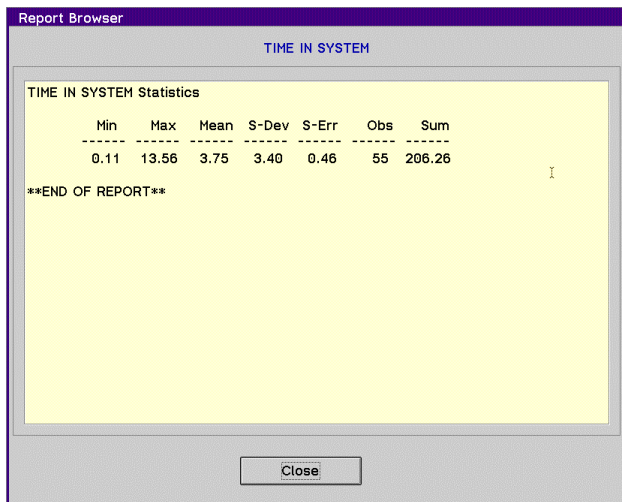 Report Browser
TIME IN SYSTEM
TIME IN SYSTEM Statistics
Min Max Mean S-Dev S-Err Obs Sum
------ ------ ------ ------ ------ ------ ------
0.11 13.56 3.75 3.40 0.46 55 206.26
**END OF REPORT**
Close